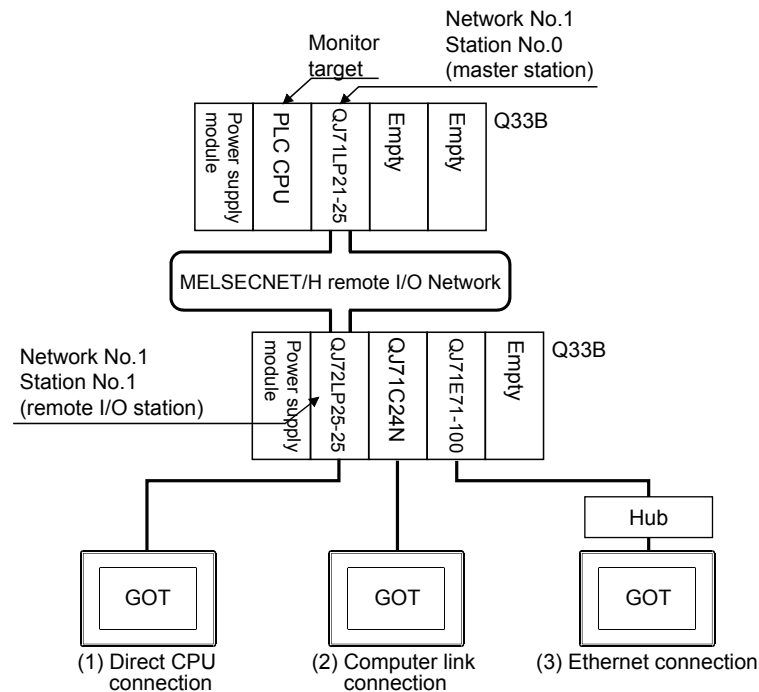 Network No.1
Station No.0
(master station)
Monitor
target
Power supply
module
PLC CPU
QJ71LP21-25
Empty
Empty
Q33B
MELSECNET/H remote I/O Network
Network No.1
Station No.1
(remote I/O station)
Power supply
module
QJ72LP25-25
QJ71C24N
QJ71E71-100
Empty
Q33B
Hub
GOT
GOT
GOT
(1) Direct CPU
connection
(2) Computer link
connection
(3) Ethernet connection